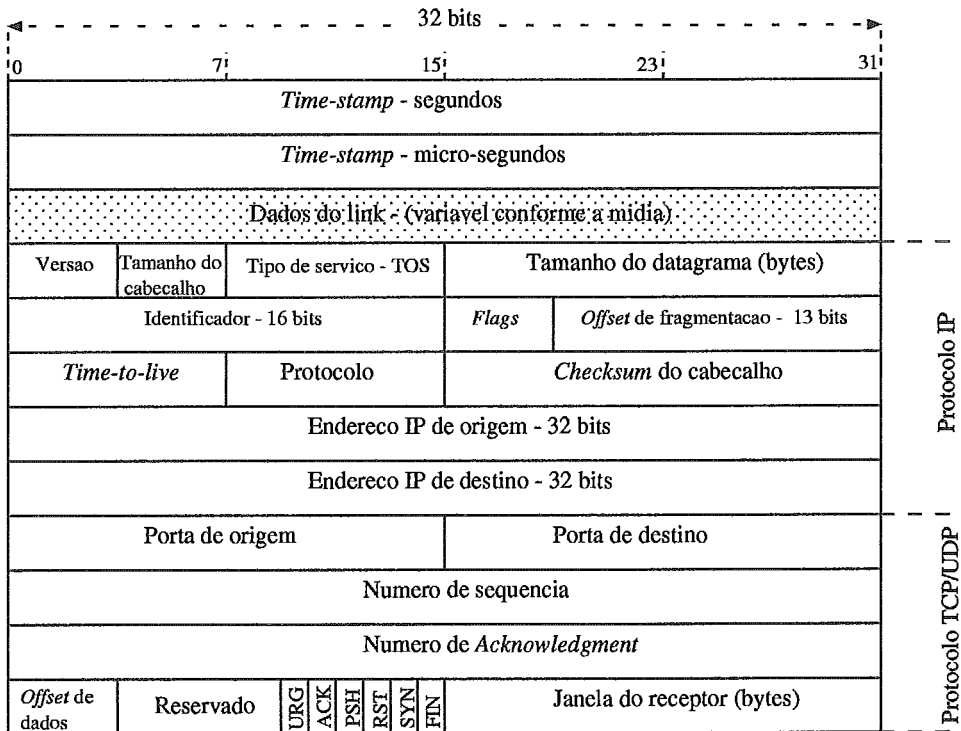 32 bits
0 7 15 23 31
Time-stamp - segundos
Time-stamp - micro-segundos
Dados do link - (variavel conforme a midia)
Versao
Tamanho do
cabecalho
Tipo de servico - TOS
Tamanho do datagrama (bytes)
Identificador - 16 bits
Flags
Offset de fragmentacao - 13 bits
Time-to-live
Protocolo
Checksum do cabecalho
Endereco IP de origem - 32 bits
Endereco IP de destino - 32 bits
Protocolo IP
Porta de origem
Porta de destino
Numero de sequencia
Numero de Acknowledgment
Offset de
dados
Reservado
URG
ACK
PSH
RST
SYN
FIN
Janela do receptor (bytes)
Protocolo TCP/UDP